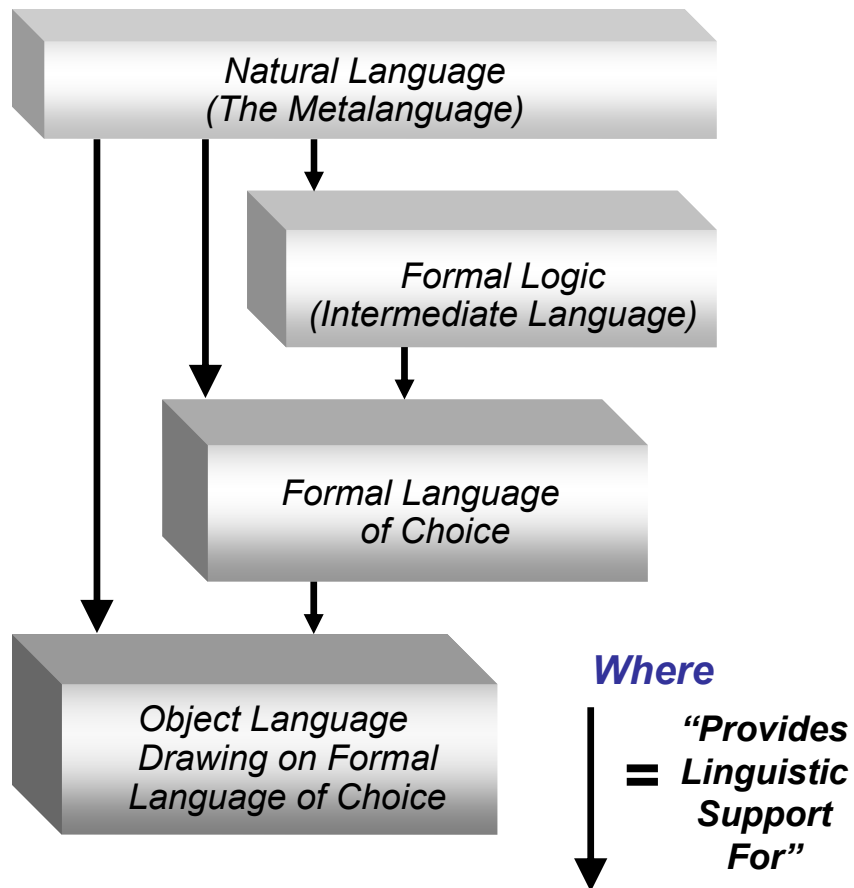 Natural Language
(The Metalanguage)
Formal Logic
(Intermediate Language)
Formal Language
of Choice
Object Language
Drawing on Formal
Language of Choice
Where
=
“Provides
Linguistic
Support
For”